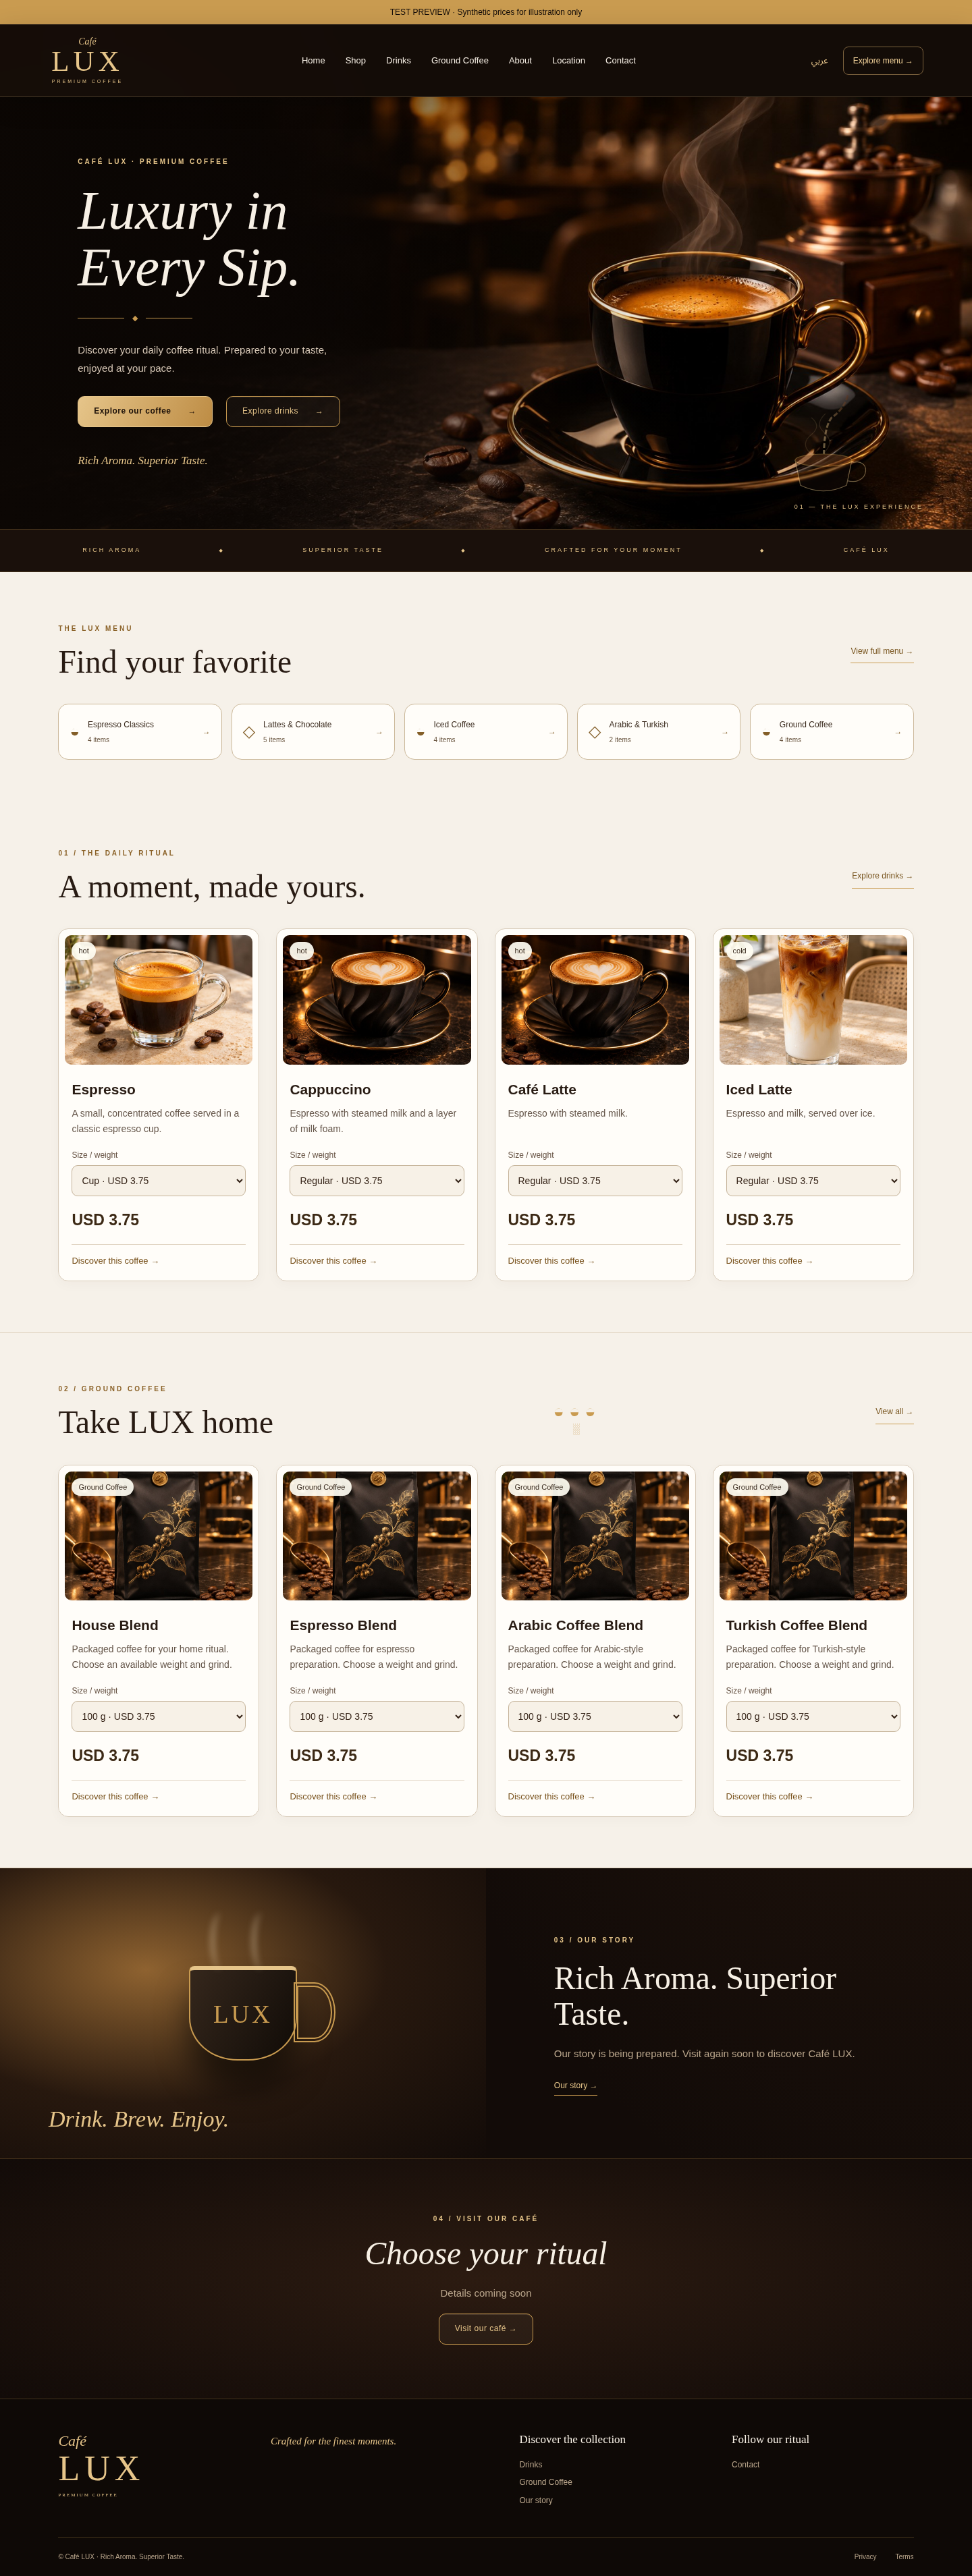 TEST PREVIEW · Synthetic prices for illustration only
Café
LUX
PREMIUM COFFEE
Home Shop Drinks Ground Coffee About Location Contact
عربي
Explore menu →
CAFÉ LUX · PREMIUM COFFEE
Luxury in
Every Sip.
Discover your daily coffee ritual. Prepared to your taste,
enjoyed at your pace.
Explore our coffee → Explore drinks →
Rich Aroma. Superior Taste.
01 — THE LUX EXPERIENCE
RICH AROMA ◆ SUPERIOR TASTE ◆ CRAFTED FOR YOUR MOMENT ◆ CAFÉ LUX
THE LUX MENU
Find your favorite
View full menu →
Espresso Classics
4 items
→
Lattes & Chocolate
5 items
→
Iced Coffee
4 items
→
Arabic & Turkish
2 items
→
Ground Coffee
4 items
→
01 / THE DAILY RITUAL
A moment, made yours.
Explore drinks →
hot
Espresso
A small, concentrated coffee served in a
classic espresso cup.
Size / weight
Cup · USD 3.75
USD 3.75
Discover this coffee →
hot
Cappuccino
Espresso with steamed milk and a layer
of milk foam.
Size / weight
Regular · USD 3.75
USD 3.75
Discover this coffee →
hot
Café Latte
Espresso with steamed milk.
Size / weight
Regular · USD 3.75
USD 3.75
Discover this coffee →
cold
Iced Latte
Espresso and milk, served over ice.
Size / weight
Regular · USD 3.75
USD 3.75
Discover this coffee →
02 / GROUND COFFEE
Take LUX home
View all →
Ground Coffee
House Blend
Packaged coffee for your home ritual.
Choose an available weight and grind.
Size / weight
100 g · USD 3.75
USD 3.75
Discover this coffee →
Ground Coffee
Espresso Blend
Packaged coffee for espresso
preparation. Choose a weight and grind.
Size / weight
100 g · USD 3.75
USD 3.75
Discover this coffee →
Ground Coffee
Arabic Coffee Blend
Packaged coffee for Arabic-style
preparation. Choose a weight and grind.
Size / weight
100 g · USD 3.75
USD 3.75
Discover this coffee →
Ground Coffee
Turkish Coffee Blend
Packaged coffee for Turkish-style
preparation. Choose a weight and grind.
Size / weight
100 g · USD 3.75
USD 3.75
Discover this coffee →
LUX
Drink. Brew. Enjoy.
03 / OUR STORY
Rich Aroma. Superior
Taste.
Our story is being prepared. Visit again soon to discover Café LUX.
Our story →
04 / VISIT OUR CAFÉ
Choose your ritual
Details coming soon
Visit our café →
Café
LUX
PREMIUM COFFEE
Crafted for the finest moments.
Discover the collection
Drinks
Ground Coffee
Our story
Follow our ritual
Contact
© Café LUX · Rich Aroma. Superior Taste.
Privacy Terms